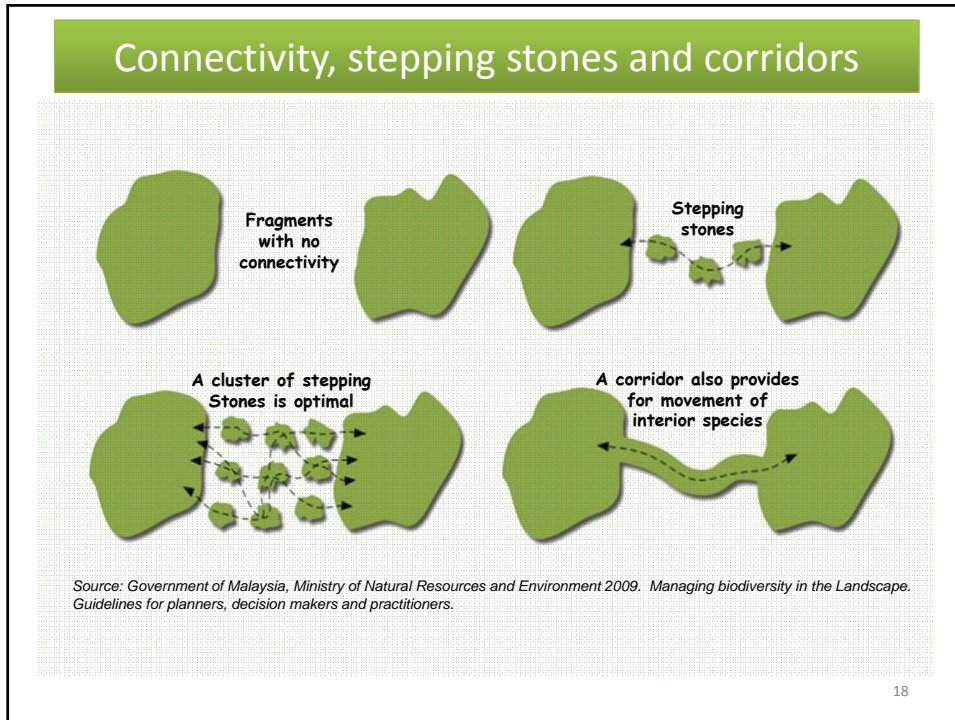 Connectivity, stepping stones and corridors
Fragments
with no
connectivity
Stepping
stones
A cluster of stepping
Stones is optimal
A corridor also provides
for movement of
interior species
Source: Government of Malaysia, Ministry of Natural Resources and Environment 2009.  Managing biodiversity in the Landscape.
Guidelines for planners, decision makers and practitioners.
18